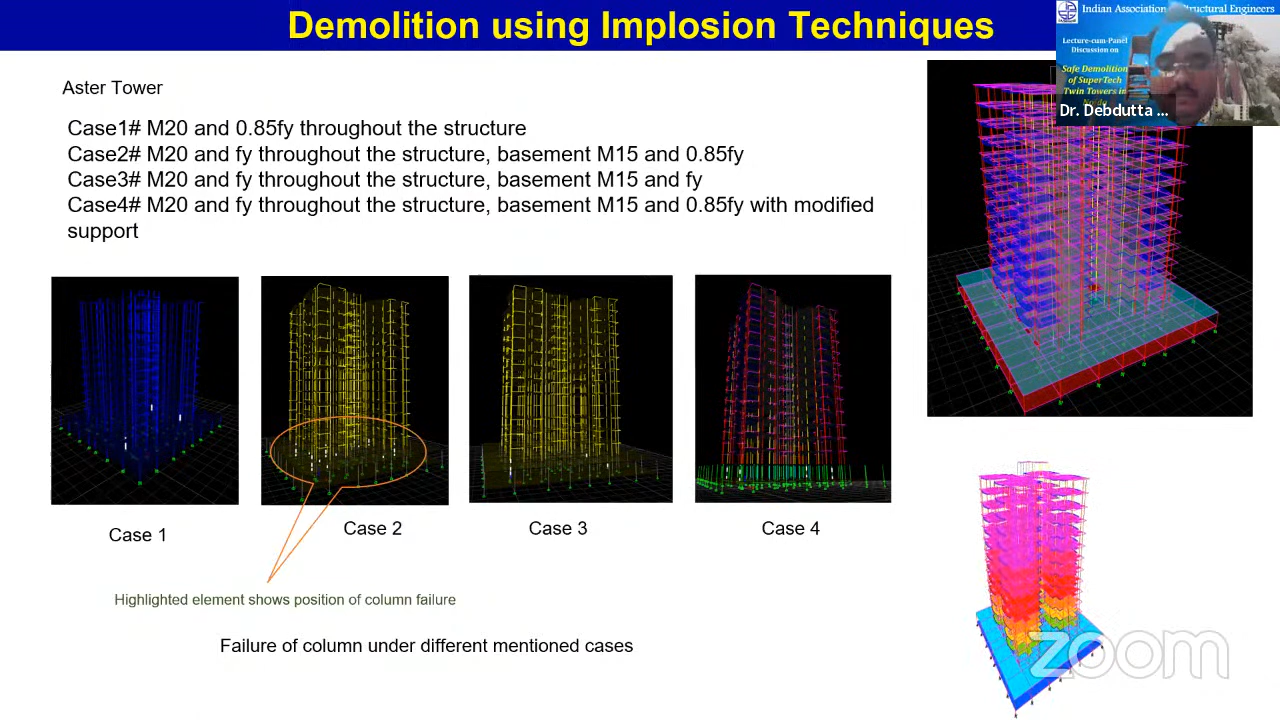 Demolition using Implosion Techniques
Indian Association Structural Engineers
Lecture-cum-Panel
Discussion on
Safe Demolition
of SuperTech
Twin Towers in
Dr. Debdutta ...
Aster Tower
Case1# M20 and 0.85fy throughout the structure
Case2# M20 and fy throughout the structure, basement M15 and 0.85fy
Case3# M20 and fy throughout the structure, basement M15 and fy
Case4# M20 and fy throughout the structure, basement M15 and 0.85fy with modified
support
Case 1
Case 2
Case 3
Case 4
Highlighted element shows position of column failure
Failure of column under different mentioned cases
zoom